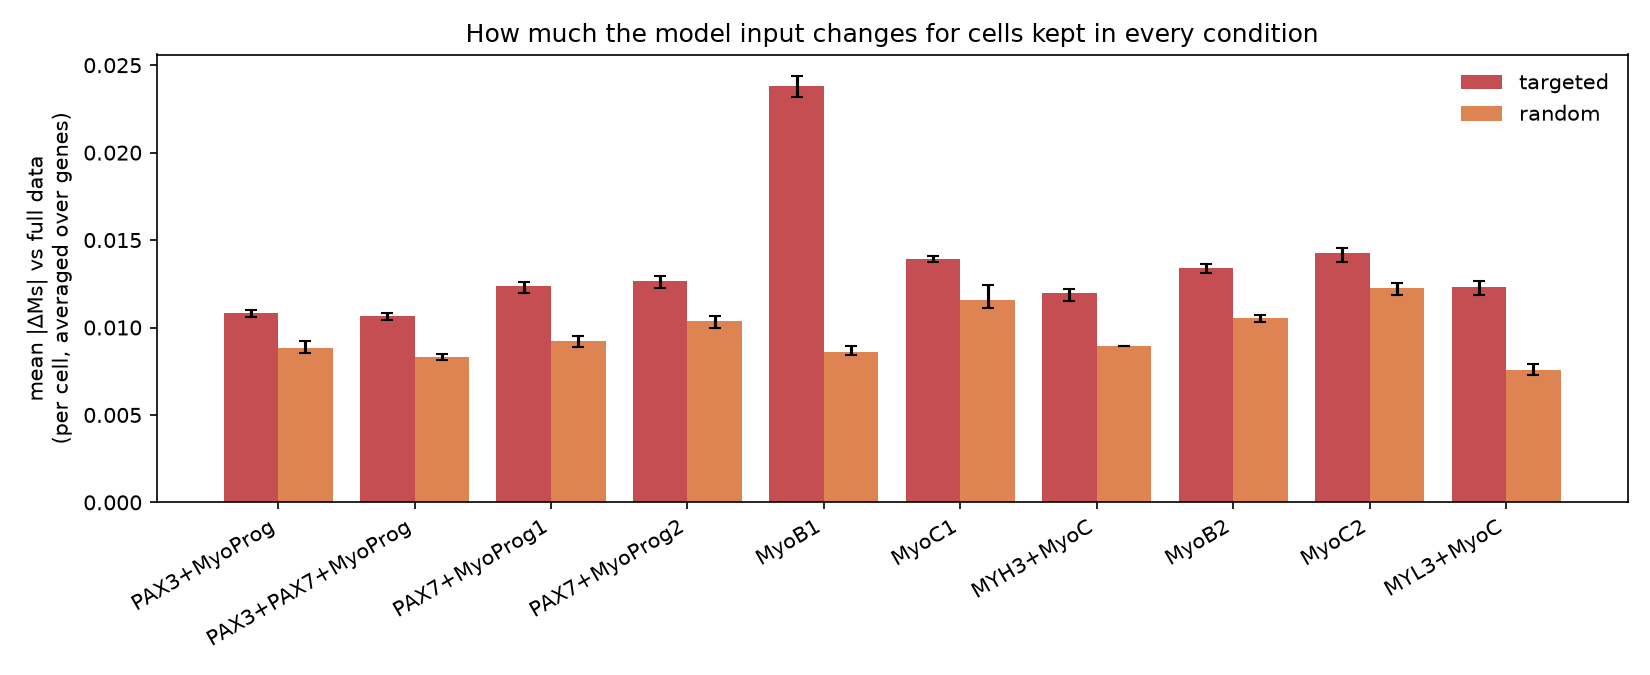 How much the model input changes for cells kept in every condition
mean |ΔMs| vs full data
(per cell, averaged over genes)
0.025
0.020
0.015
0.010
0.005
0.000
targeted
random
PAX3+MyoProg
PAX3+PAX7+MyoProg
PAX7+MyoProg1
PAX7+MyoProg2
MyoB1
MyoC1
MYH3+MyoC
MyoB2
MyoC2
MYL3+MyoC